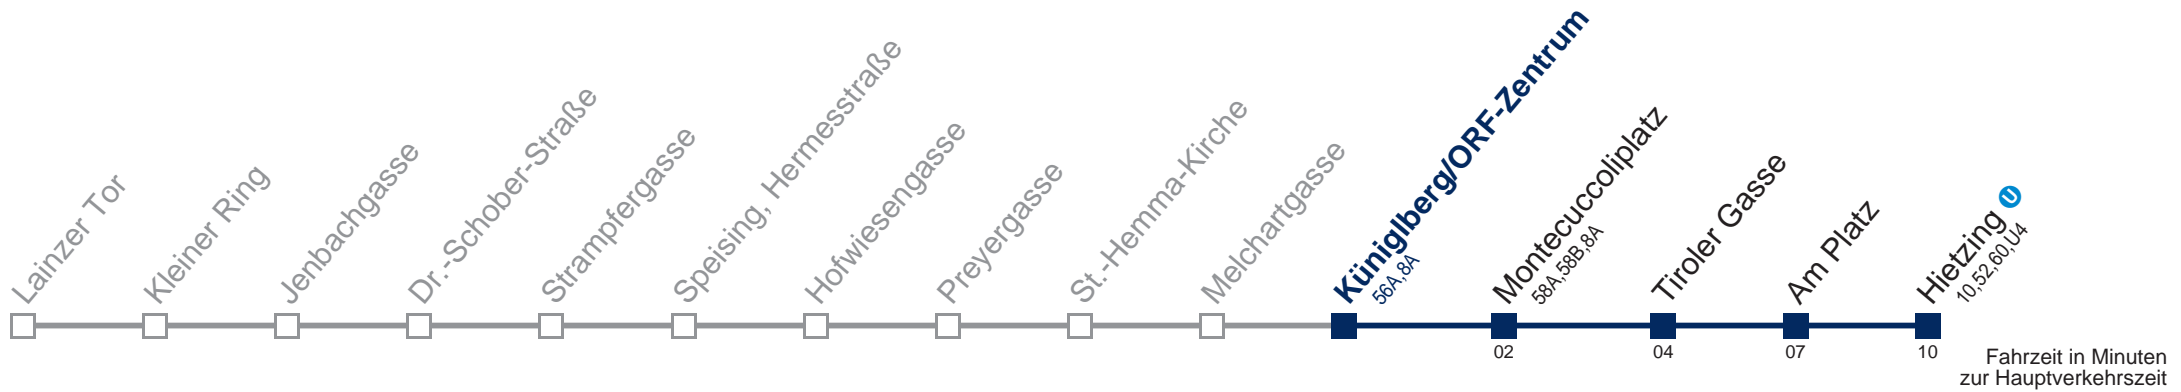 Lainzer Tor
Kleiner Ring
Jenbachgasse
Dr.-Schober-Straße
Strampfergasse
Speising, Hermesstraße
Hofwiesengasse
Preyergasse
St.-Hemma-Kirche
Melchartgasse
Küniglberg/ORF-Zentrum
56A,8A
Montecuccoliplatz
58A,58B,8A
Tiroler Gasse
Am Platz
Hietzing U
10,52,60,U4
02
04
07
10
Fahrzeit in Minuten
zur Hauptverkehrszeit